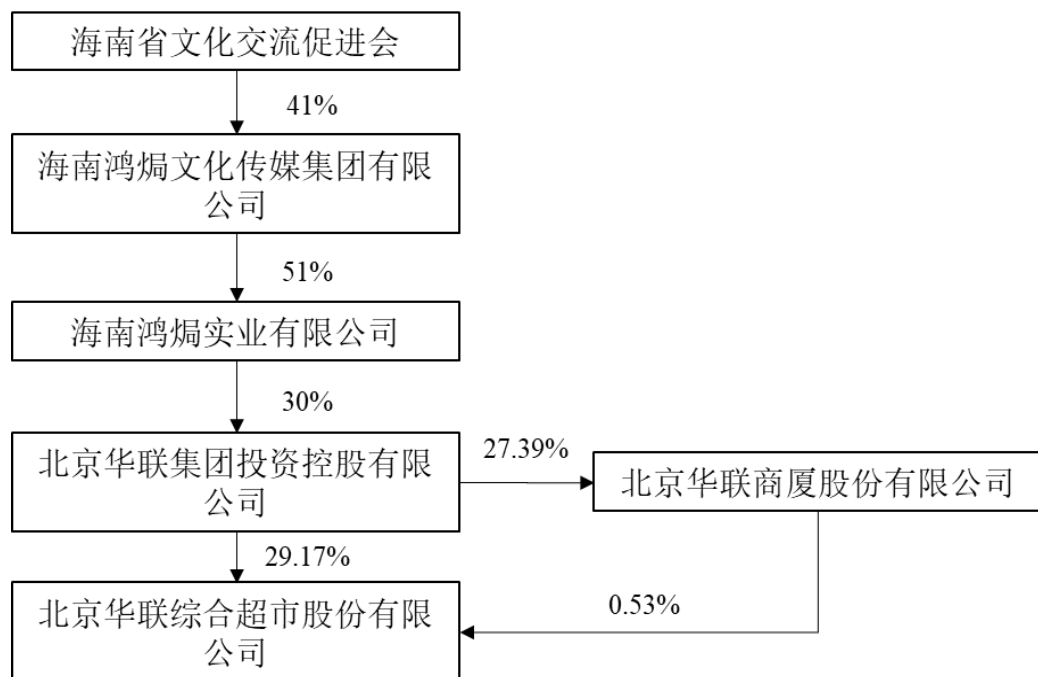 海南省文化交流促进会
41%
海南鸿焗文化传媒集团有限
公司
51%
海南鸿焗实业有限公司
30%
北京华联集团投资控股有限
公司
27.39%
北京华联商厦股份有限公司
29.17%
0.53%
北京华联综合超市股份有限
公司